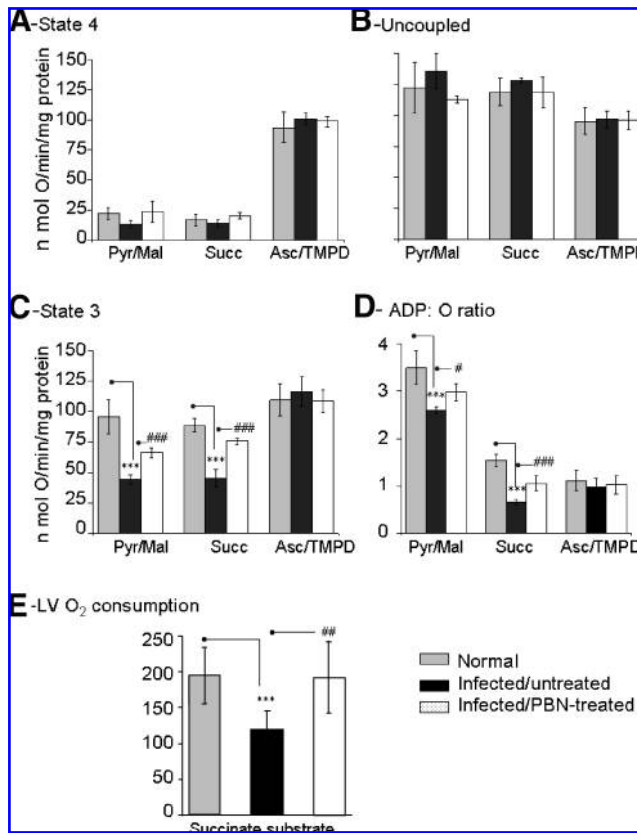 A-State 4
B-Uncoupled
n mol O/min/mg protein
150
125
100
75
50
25
0
Pyr/Mal Succ Asc/TMPD
Pyr/Mal Succ Asc/TMPD
C-State 3
D- ADP: O ratio
n mol O/min/mg protein
150
125
100
75
50
25
0
*** ### *** ###
Pyr/Mal Succ Asc/TMPD
4
3
2
1
0
*** # *** ###
Pyr/Mal Succ Asc/TMPD
E-LV O2 consumption
250
200
150
100
50
0
*** ##
Succinate substrate
Normal
Infected/untreated
Infected/PBN-treated